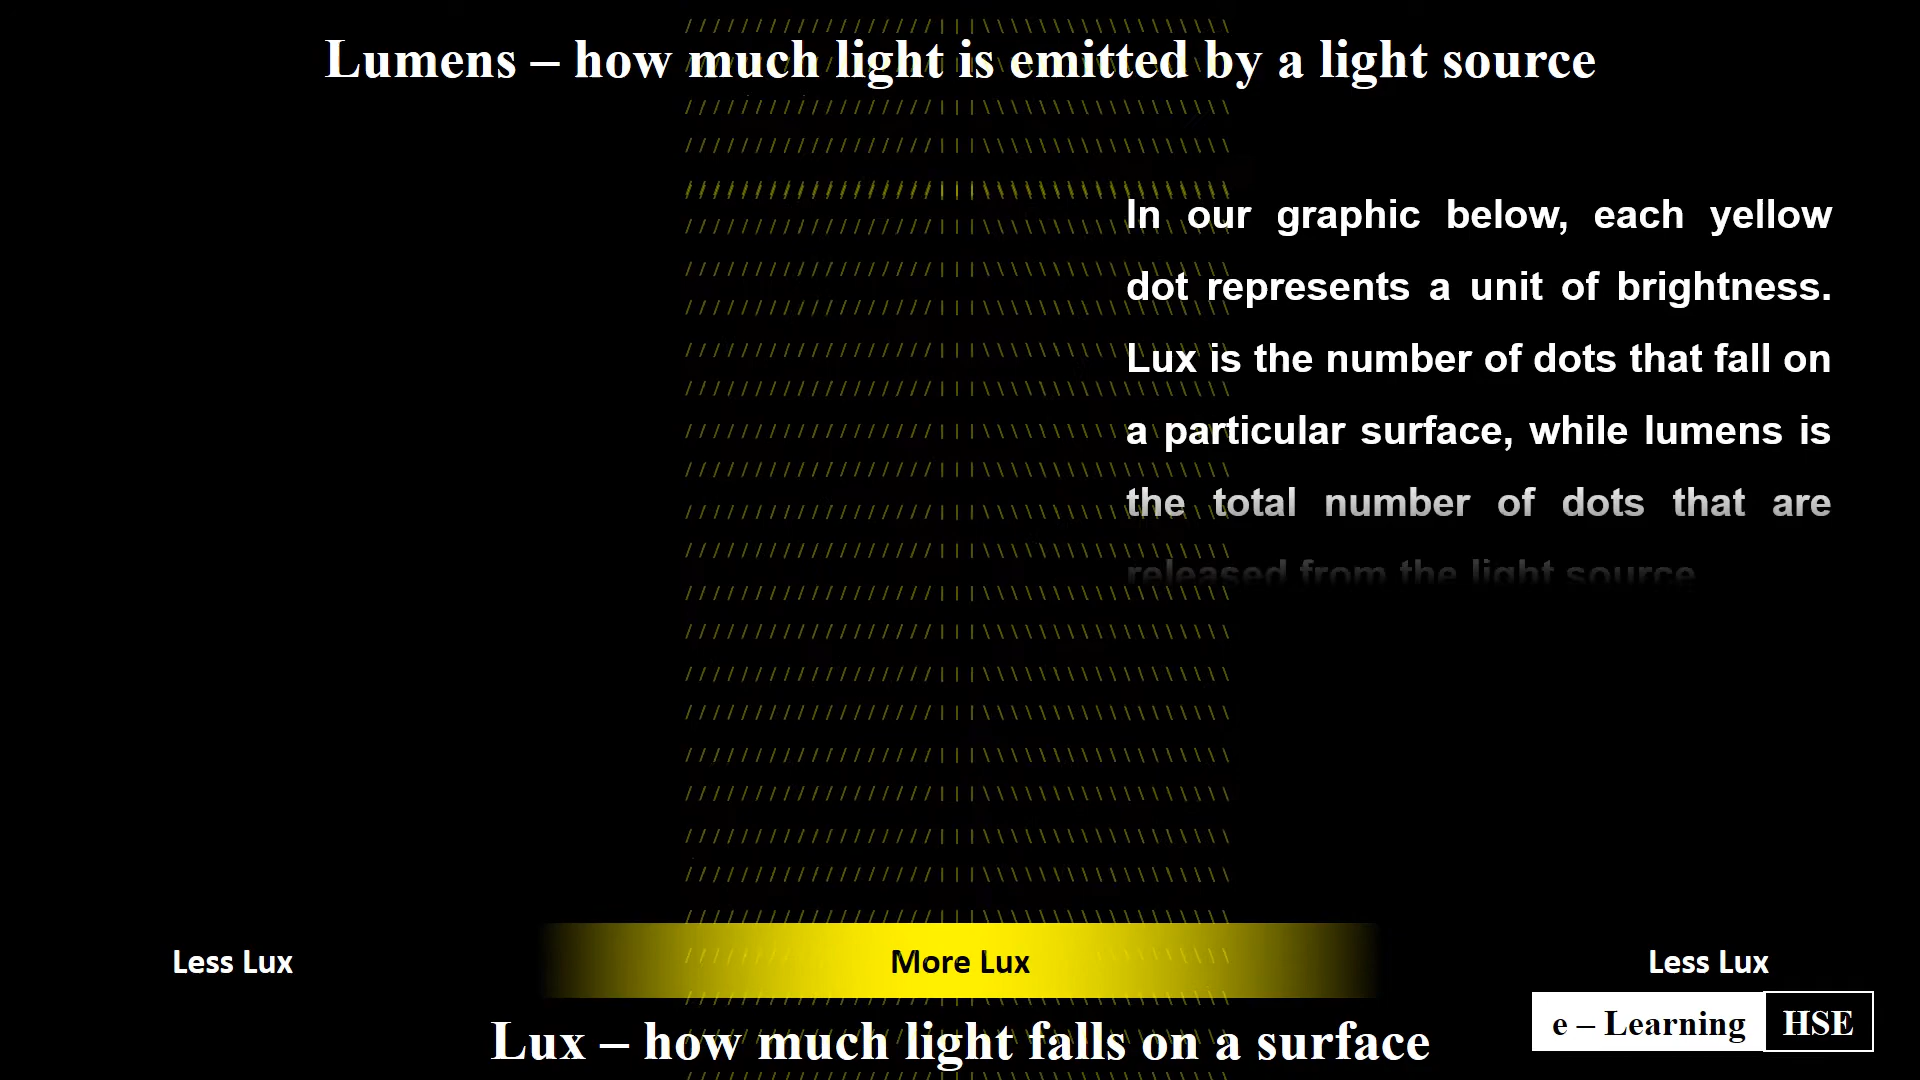 Lumens – how much light is emitted by a light source
In our graphic below, each yellow
dot represents a unit of brightness.
Lux is the number of dots that fall on
a particular surface, while lumens is
the total number of dots that are
released from the light source
Less Lux
More Lux
Less Lux
Lux – how much light falls on a surface
e – Learning HSE